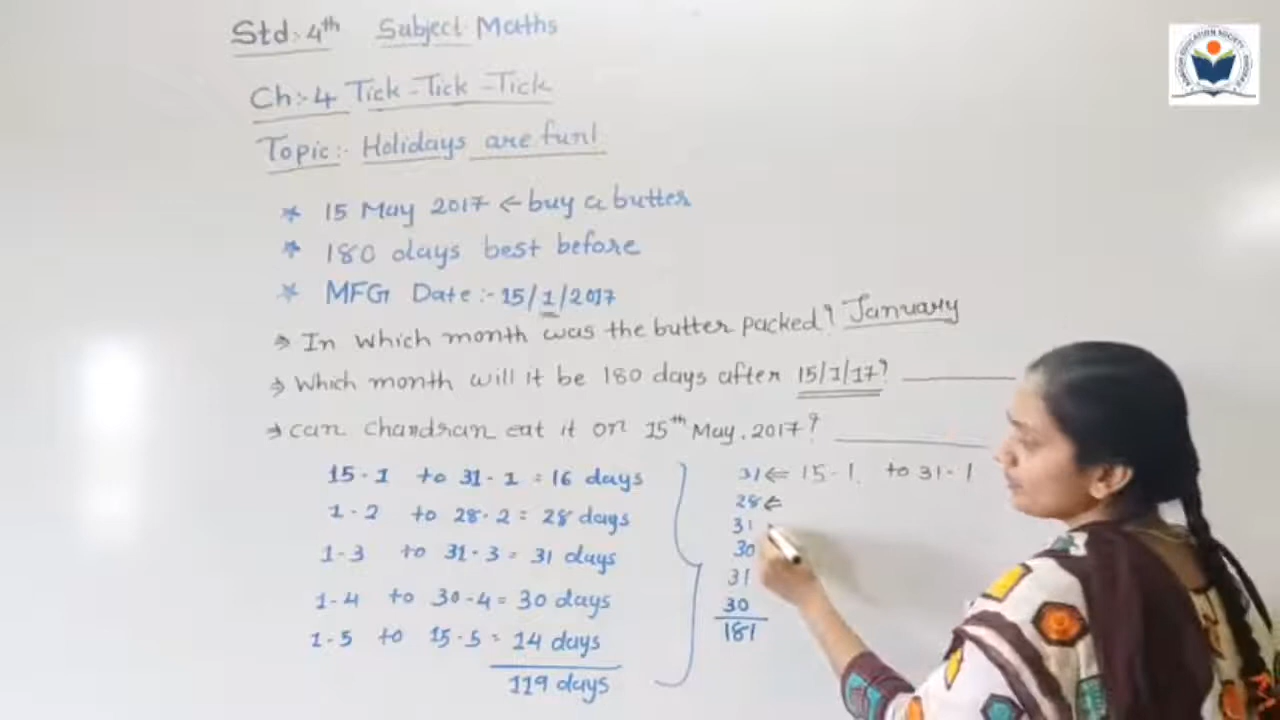 Std:- 4th Subject Maths
Ch:- 4 Tick - Tick - Tick
Topic:- Holidays are fun!
* 15 May 2017 ← buy a butter
* 180 days best before
* MFG Date:- 15/1/2017
⇒ In which month was the butter packed? January
⇒ Which month will it be 180 days after 15/1/17? ______
⇒ Can Chandran eat it on 15th May. 2017? ______
15-1 to 31-1 = 16 days
1-2 to 28-2 = 28 days
1-3 to 31-3 = 31 days
1-4 to 30-4 = 30 days
1-5 to 15-5 = 14 days
119 days
31 ⇐ 15-1 to 31-1
28 ⇐
31
30
31
30
181